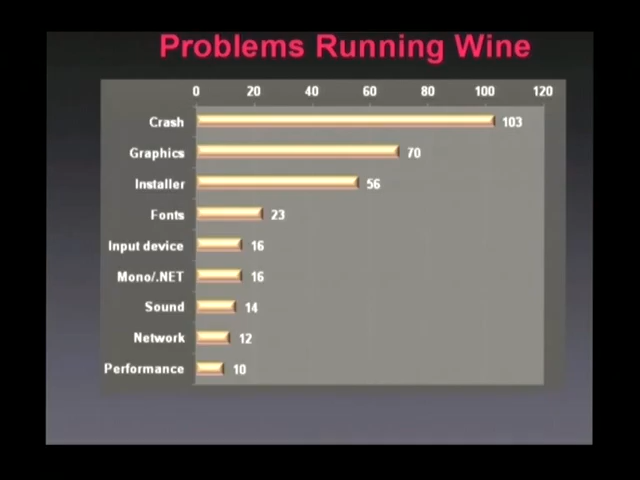 Problems Running Wine
0 20 40 60 80 100 120
Crash 103
Graphics 70
Installer 56
Fonts 23
Input device 16
Mono/.NET 16
Sound 14
Network 12
Performance 10